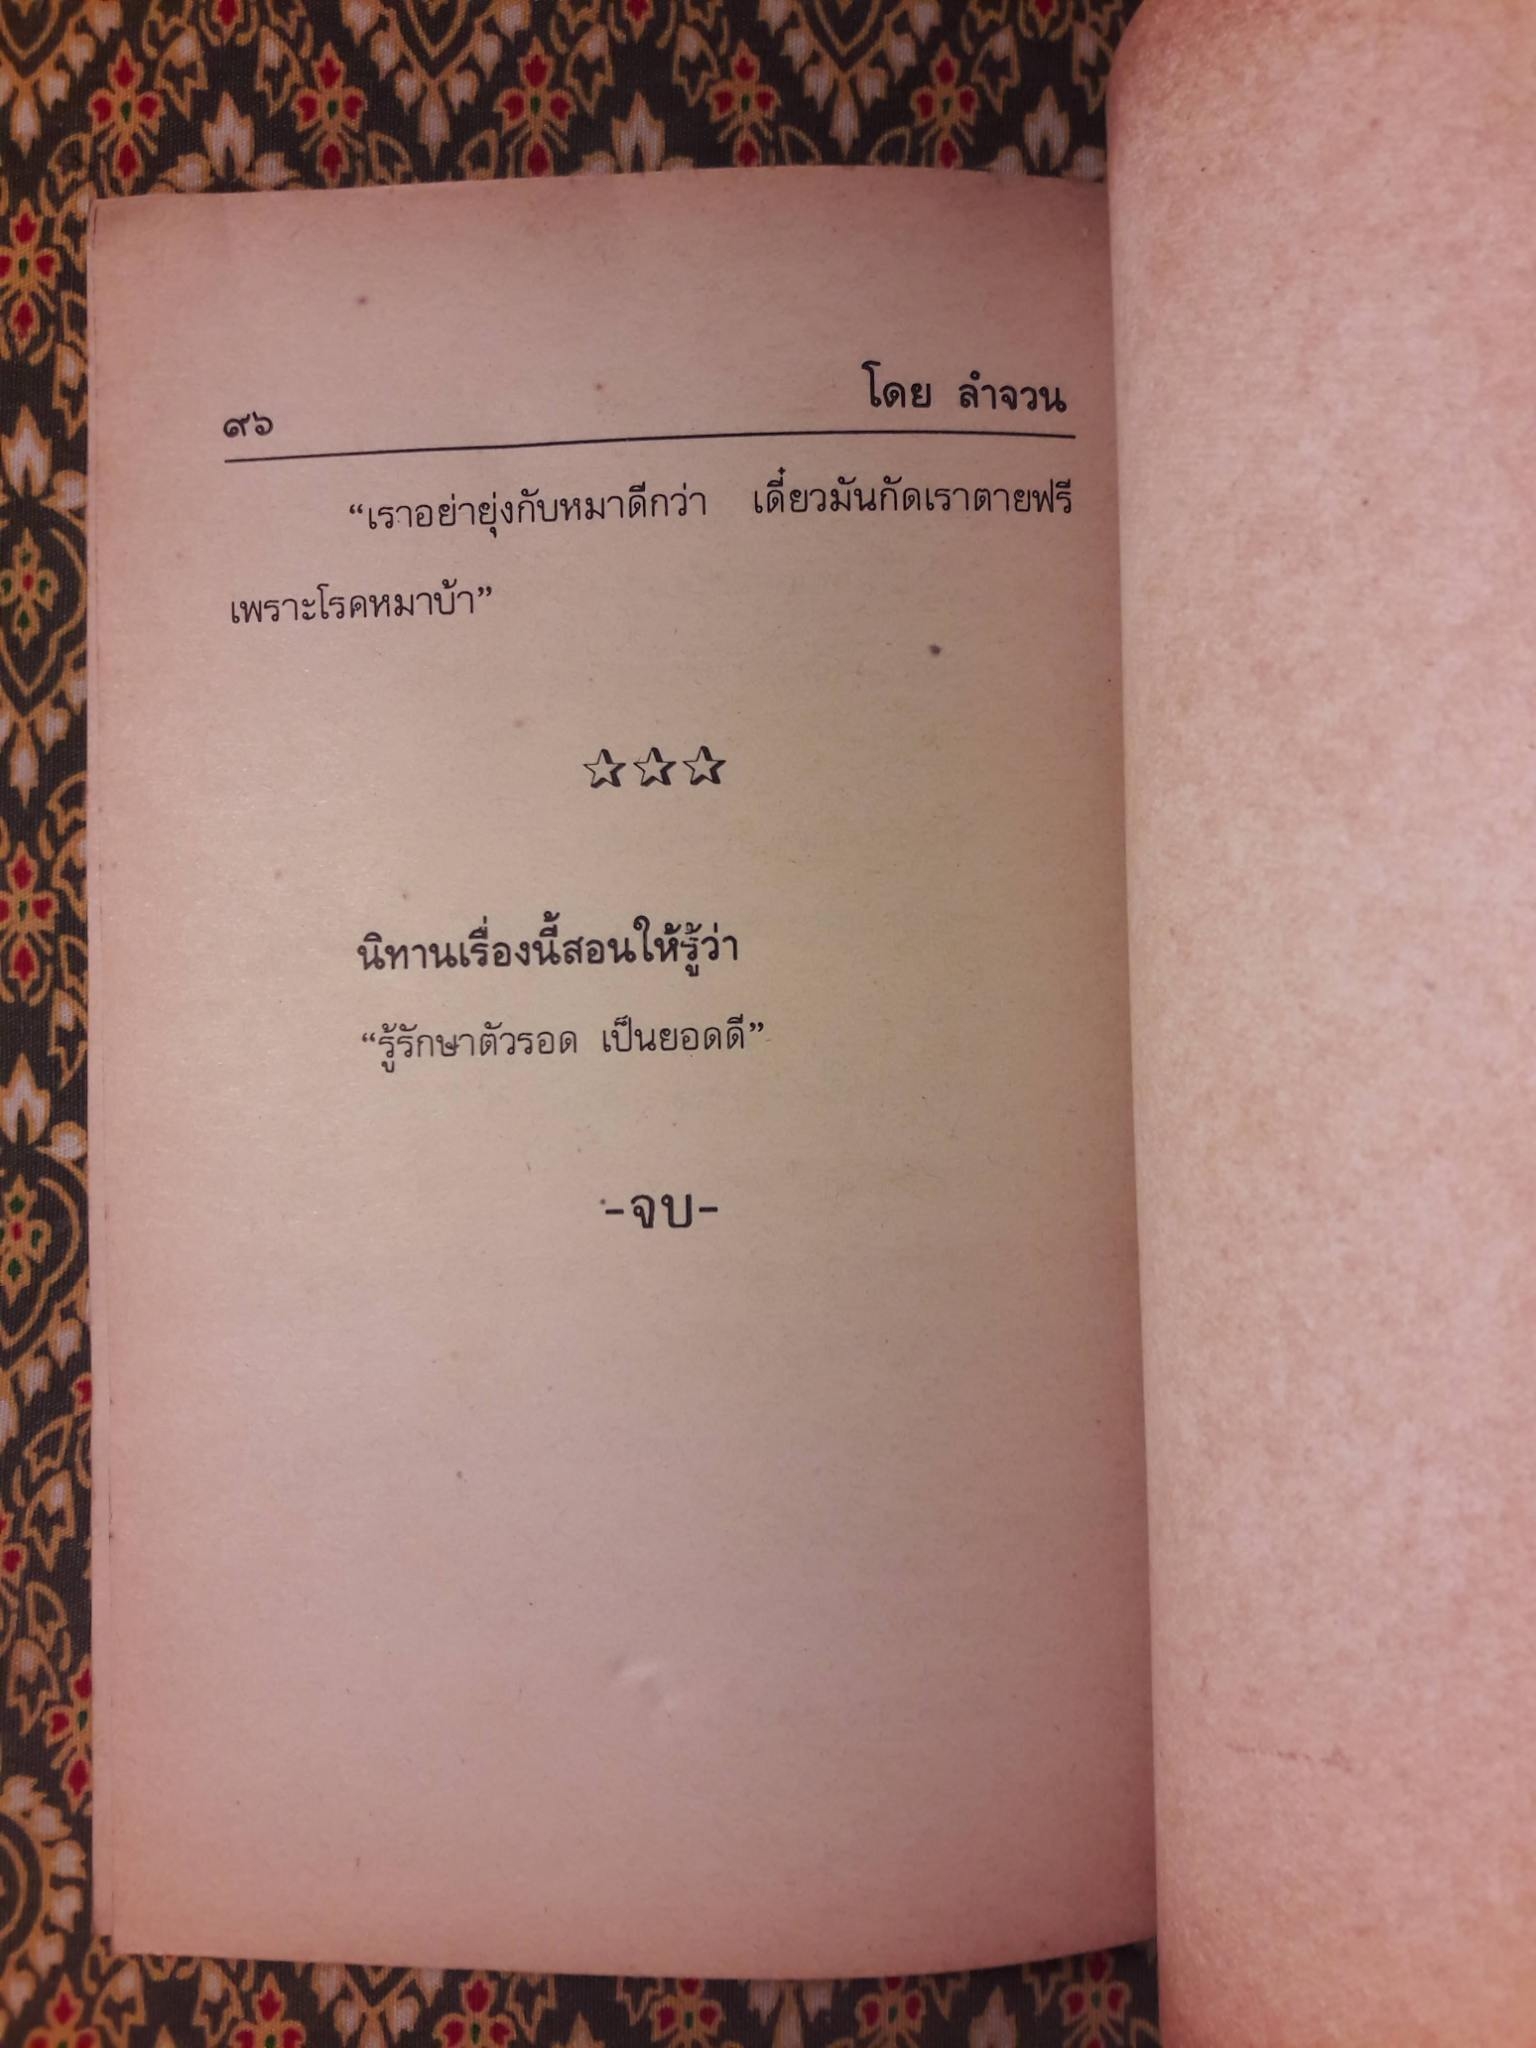 ๙๖
โดย ลำจวน
“เราอย่ายุ่งกับหมาดีกว่า เดี๋ยวมันกัดเราตายฟรี
เพราะโรคหมาบ้า”
☆☆☆
นิทานเรื่องนี้สอนให้รู้ว่า
“รู้รักษาตัวรอด เป็นยอดดี”
-จบ-